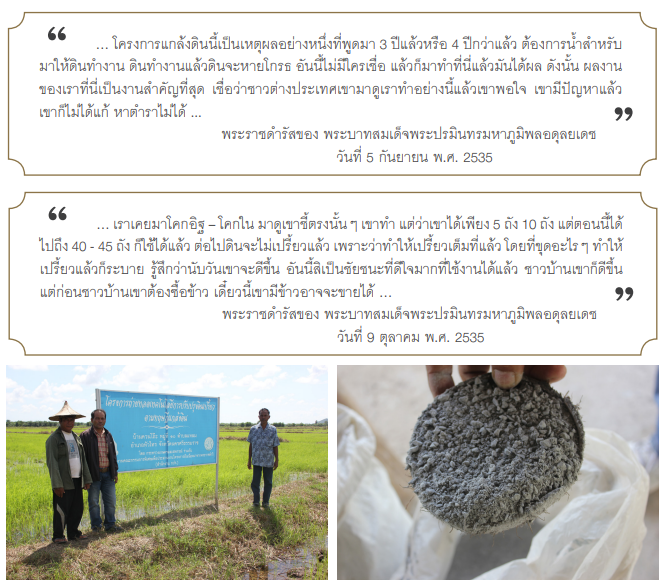 “
... โครงการแกล้งดินนี้เป็นเหตุผลอย่างหนึ่งที่พูดมา 3 ปีแล้วหรือ 4 ปีกว่าแล้ว ต้องการน้ำสำหรับ
มาให้ดินทำงาน ดินทำงานแล้วดินจะหายโกรธ อันนี้ไม่มีใครเชื่อ แล้วก็มาทำที่นี่แล้วมันได้ผล ดังนั้น ผลงาน
ของเราที่นี่เป็นงานสำคัญที่สุด เชื่อว่าชาวต่างประเทศเขามาดูเราทำอย่างนี้แล้วเขาพอใจ เขามีปัญหาแล้ว
เขาก็ไม่ได้แก้ หาตำราไม่ได้ ...
”
พระราชดำรัสของ พระบาทสมเด็จพระปรมินทรมหาภูมิพลอดุลยเดช
วันที่ 5 กันยายน พ.ศ. 2535
“
... เราเคยมาโคกอิฐ – โคกใน มาดูเขาชี้ตรงนั้น ๆ เขาทำ แต่ว่าเขาได้เพียง 5 ถัง 10 ถัง แต่ตอนนี้ได้
ไปถึง 40 - 45 ถัง ก็ใช้ได้แล้ว ต่อไปดินจะไม่เปรี้ยวแล้ว เพราะว่าทำให้เปรี้ยวเต็มที่แล้ว โดยที่ขุดอะไร ๆ ทำให้
เปรี้ยวแล้วก็ระบาย รู้สึกว่านับวันเขาจะดีขึ้น อันนี้สิเป็นชัยชนะที่ดีใจมากที่ใช้งานได้แล้ว ชาวบ้านเขาก็ดีขึ้น
แต่ก่อนชาวบ้านเขาต้องซื้อข้าว เดี๋ยวนี้เขามีข้าวอาจจะขายได้ ...
”
พระราชดำรัสของ พระบาทสมเด็จพระปรมินทรมหาภูมิพลอดุลยเดช
วันที่ 9 ตุลาคม พ.ศ. 2535